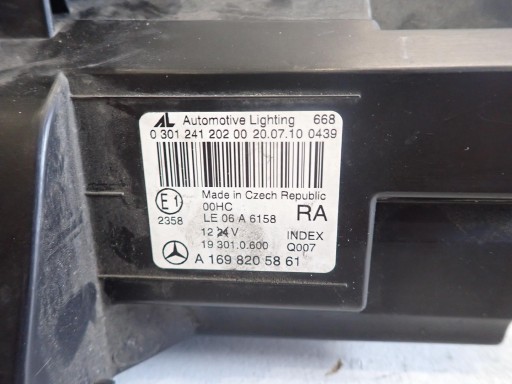 AL Automotive Lighting 668
0 301 241 202 00 20.07.10 0439
E1
2358
Made in Czech Republic
00HC
LE 06 A 6158
RA
12 24 V
INDEX
19 301.0.600
Q007
A 169 820 58 61